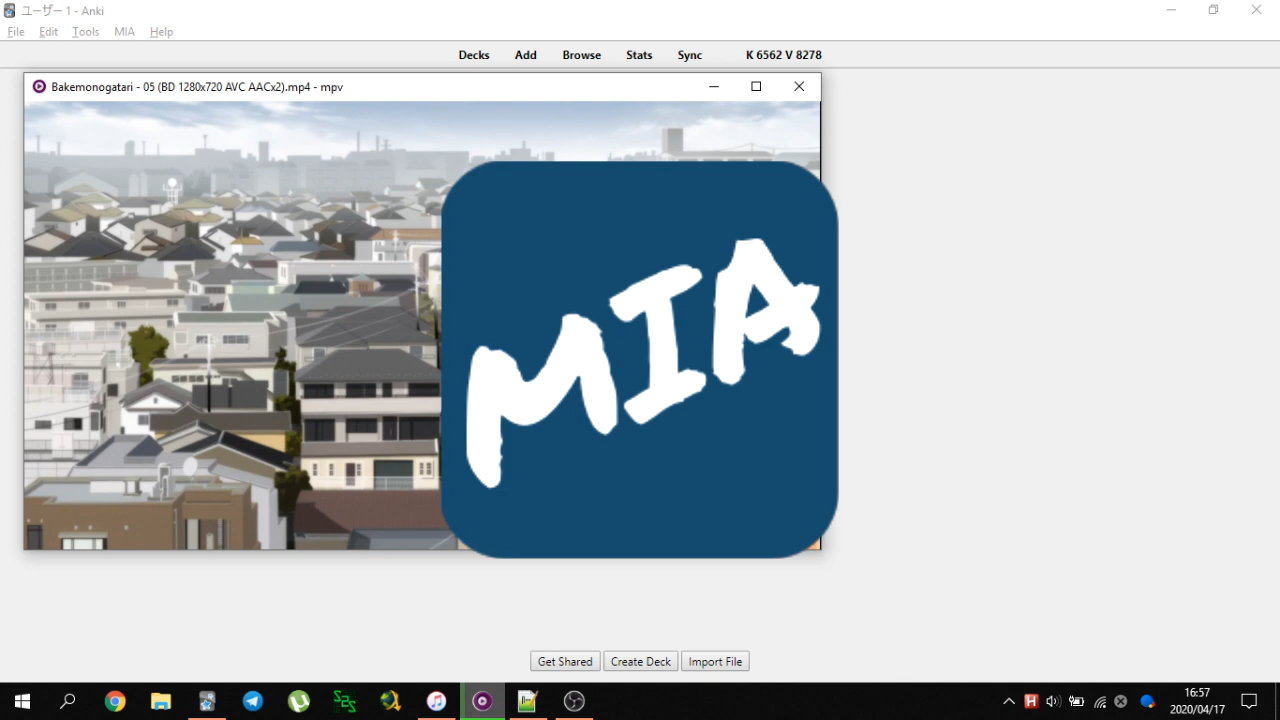 ユーザー 1 - Anki
File Edit Tools MIA Help
Decks Add Browse Stats Sync K 6562 V 8278
Bakemonogatari - 05 (BD 1280x720 AVC AACx2).mp4 - mpv
MIA
Get Shared Create Deck Import File
16:57
2020/04/17